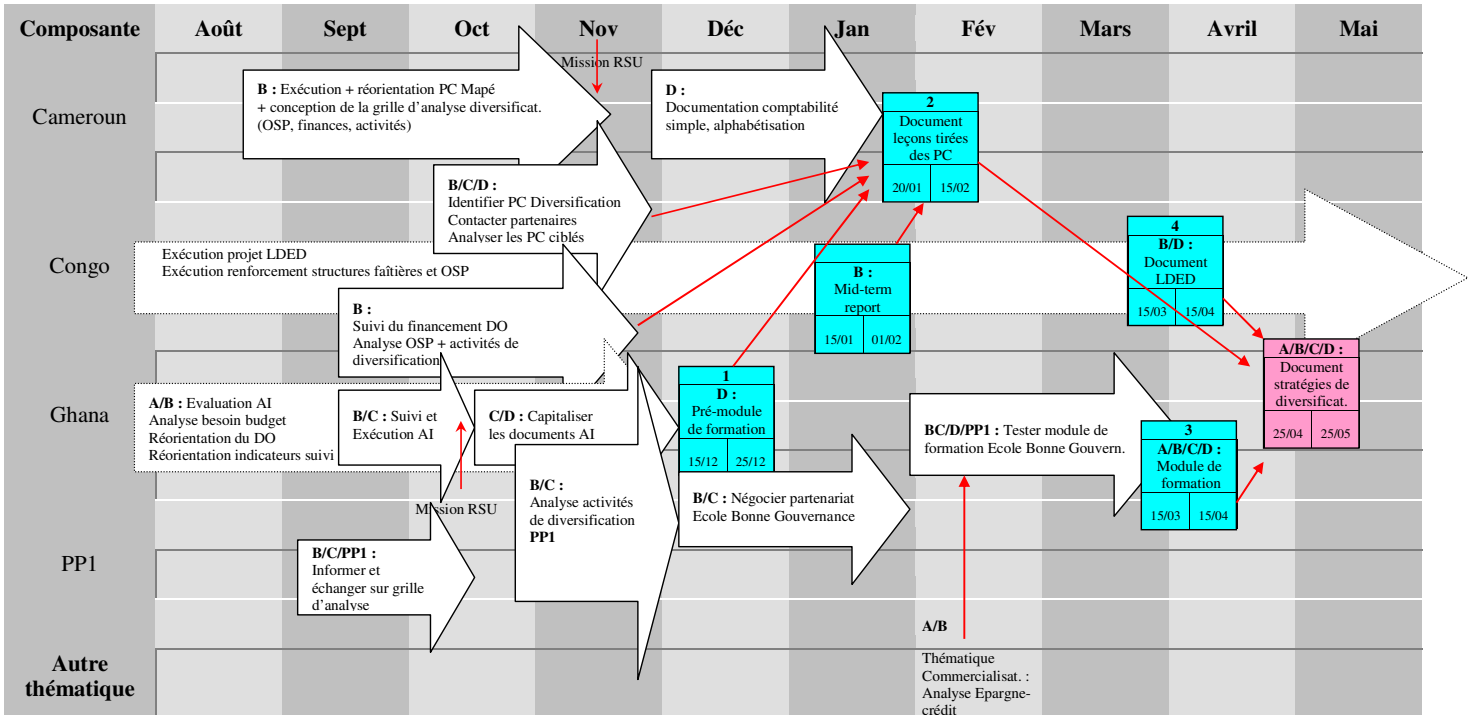 Composante Août Sept Oct Nov Déc Jan Fév Mars Avril Mai
Mission RSU
Cameroun
B : Exécution + réorientation PC Mapé
+ conception de la grille d'analyse diversificat.
(OSP, finances, activités)
D :
Documentation comptabilité
simple, alphabétisation
2
Document
leçons tirées
des PC
20/01 15/02
B/C/D :
Identifier PC Diversification
Contacter partenaires
Analyser les PC ciblés
Congo
Exécution projet LDED
Exécution renforcement structures faîtières et OSP
B :
Mid-term
report
15/01 01/02
4
B/D :
Document
LDED
15/03 15/04
B :
Suivi du financement DO
Analyse OSP + activités de
diversification
A/B/C/D :
Document
stratégies de
diversificat.
25/04 25/05
Ghana
A/B : Evaluation AI
Analyse besoin budget
Réorientation du DO
Réorientation indicateurs suivi
B/C : Suivi et
Exécution AI
C/D : Capitaliser
les documents AI
1
D :
Pré-module
de formation
15/12 25/12
BC/D/PP1 : Tester module de
formation Ecole Bonne Gouvern.
3
A/B/C/D :
Module de
formation
15/03 15/04
Mission RSU
B/C :
Analyse activités
de diversification
PP1
B/C : Négocier partenariat
Ecole Bonne Gouvernance
PP1
B/C/PP1 :
Informer et
échanger sur grille
d'analyse
A/B
Autre
thématique
Thématique
Commercialisat. :
Analyse Epargne-
crédit